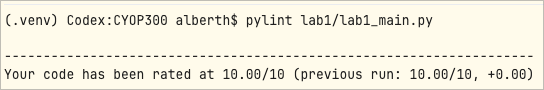 (.venv) Codex:CYOP300 alberth$ pylint lab1/lab1_main.py
--------------------------------------------------------------------
Your code has been rated at 10.00/10 (previous run: 10.00/10, +0.00)